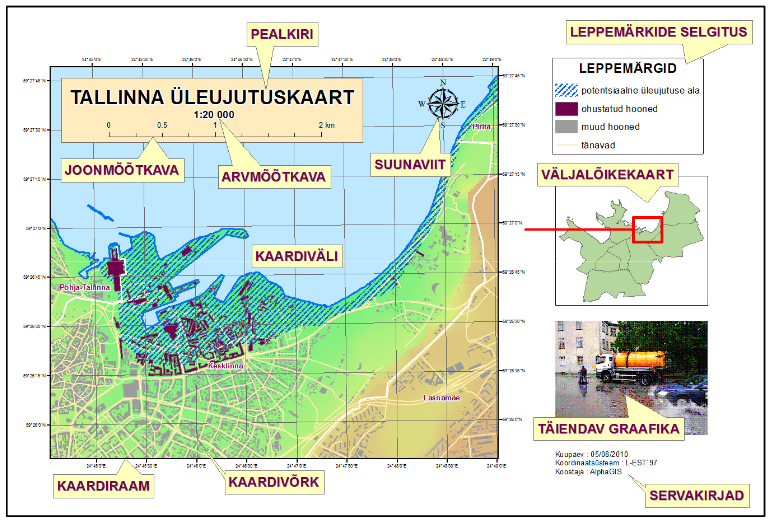 PEALKIRI
LEPPEMÄRKIDE SELGITUS
TALLINNA ÜLEUJUTUSKAART
1:20 000
0 0.5 1 2 km
JOONMÕÕTKAVA
ARVMÕÕTKAVA
SUUNAVIIT
N
W E
S
Pirita
LEPPEMÄRGID
potentsiaalne üleujutuse ala
ohustatud hooned
muud hooned
tänavad
VÄLJALÕIKEKAART
KAARDIVÄLI
Põhja-Tallinna
Kesklinna
Lasnamäe
TÄIENDAV GRAAFIKA
Kuupäev : 05/08/2010
Koordinaatsüsteem : L-EST`97
Koostaja : AlphaGIS
KAARDIRAAM
KAARDIVÕRK
SERVAKIRJAD